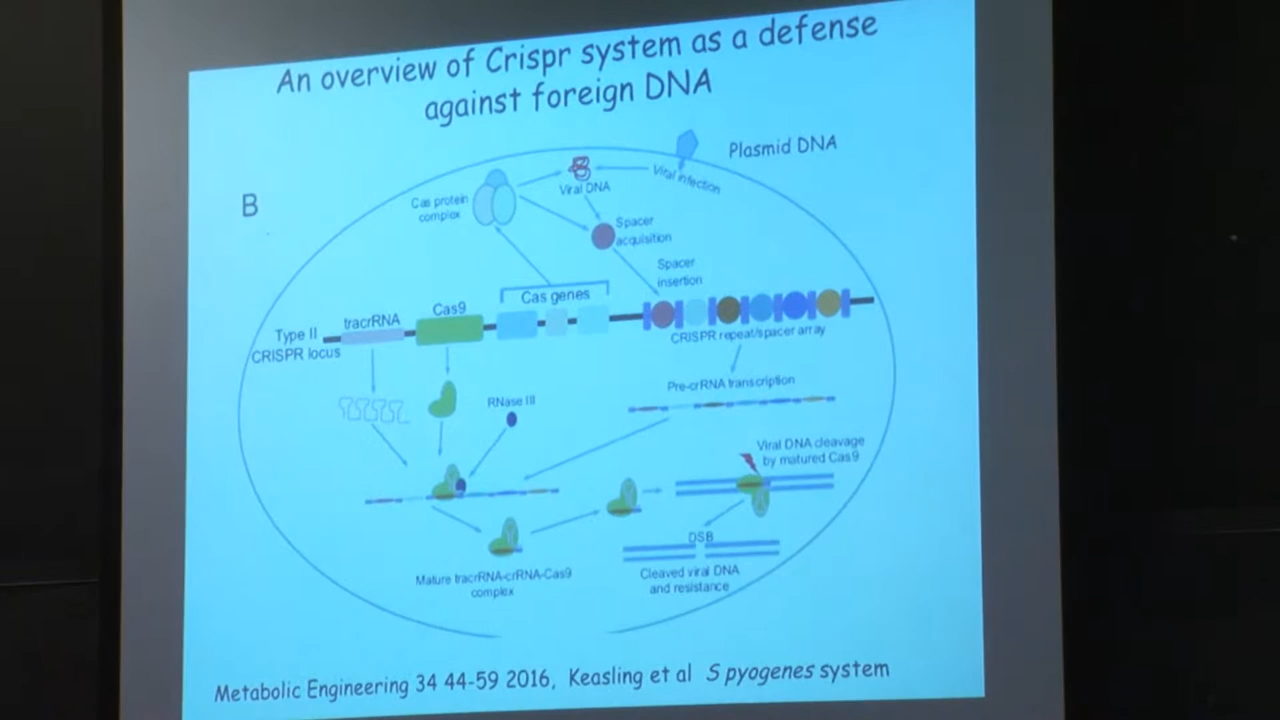 An overview of Crispr system as a defense
against foreign DNA
Plasmid DNA
B
Viral infection
Viral DNA
Cas protein
complex
Spacer
acquisition
Spacer
insertion
Cas genes
Cas9
tracrRNA
Type II
CRISPR locus
CRISPR repeat/spacer array
Pre-crRNA transcription
RNase III
Viral DNA cleavage
by matured Cas9
DSB
Mature tracrRNA-crRNA-Cas9
complex
Cleaved viral DNA
and resistance
Metabolic Engineering 34 44-59 2016, Keasling et al S pyogenes system